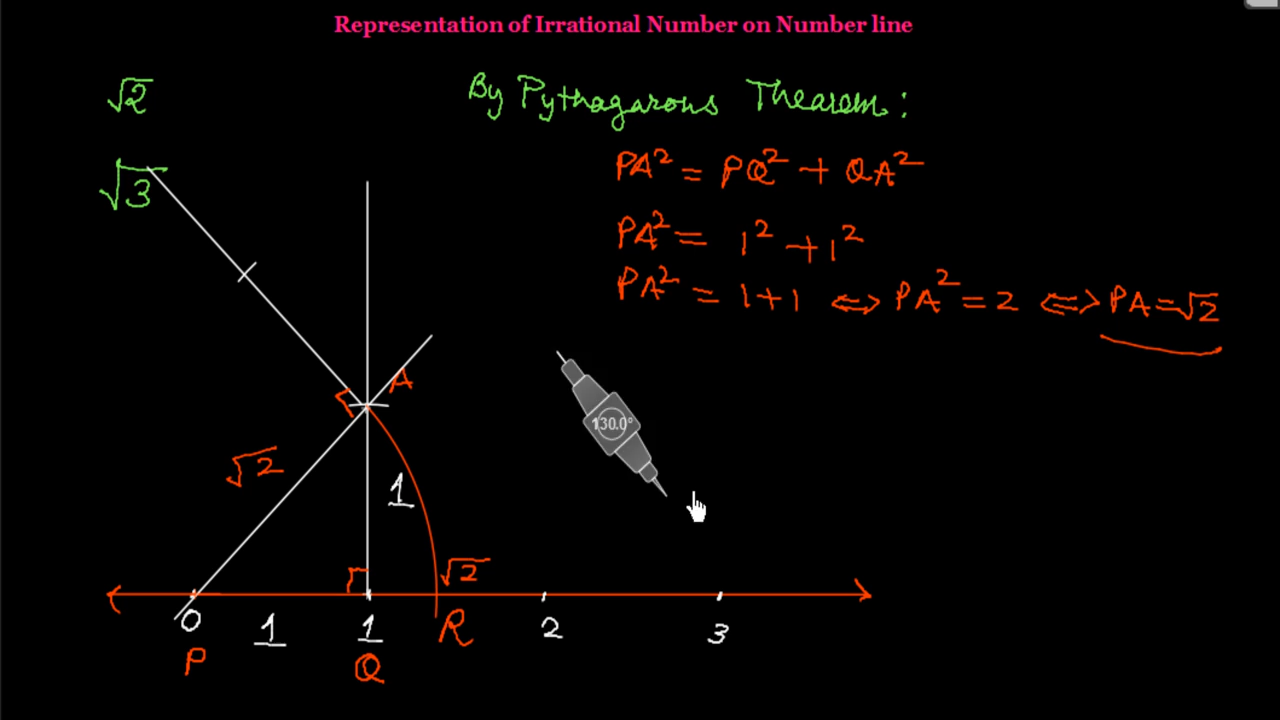 Representation of Irrational Number on Number line
√2
By Pythagarous Thearem:
√3
PA² = PQ² + QA²
PA² = 1² + 1²
PA² = 1 + 1 ⇔ PA² = 2 ⇔ PA = √2
A
130.0°
√2
1
√2
0
1
1
R
2
3
P
Q